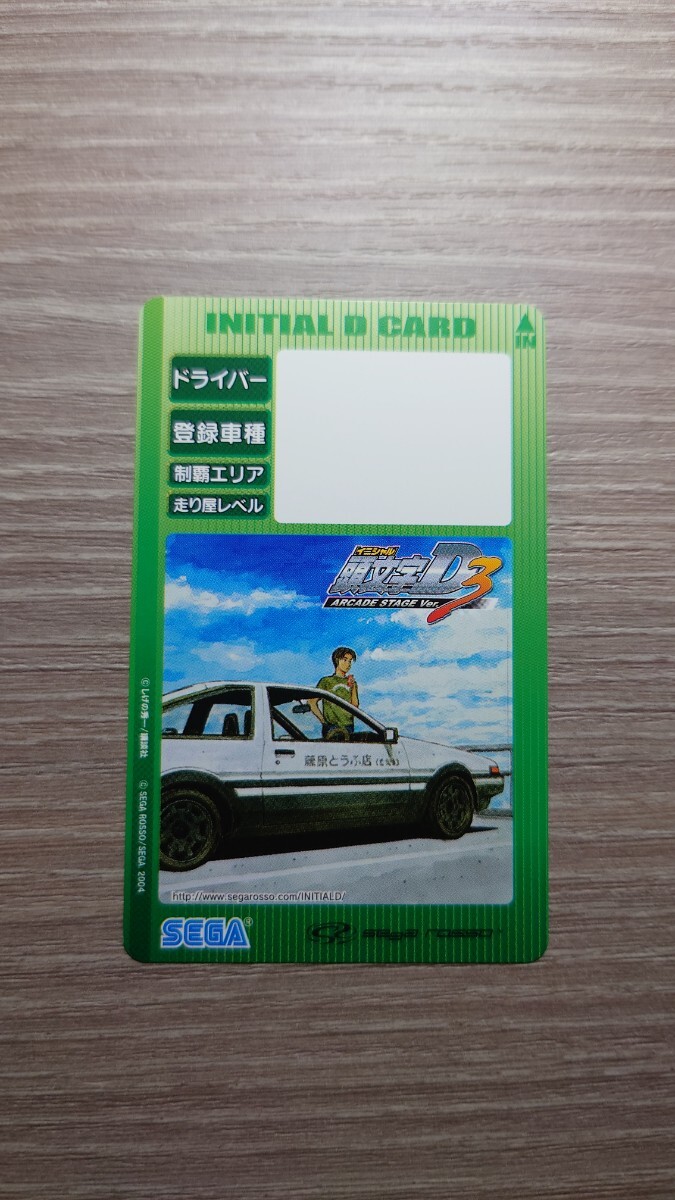 INITIAL D CARD
IN
ドライバー
登録車種
制覇エリア
走り屋レベル
イニシャル
頭文字D3
ARCADE STAGE Ver.
藤原とうふ店(自家用)
http://www.segarosso.com/INITIALD/
SEGA®
sega rosso
© しげの秀一/講談社 © SEGA ROSSO/SEGA, 2004